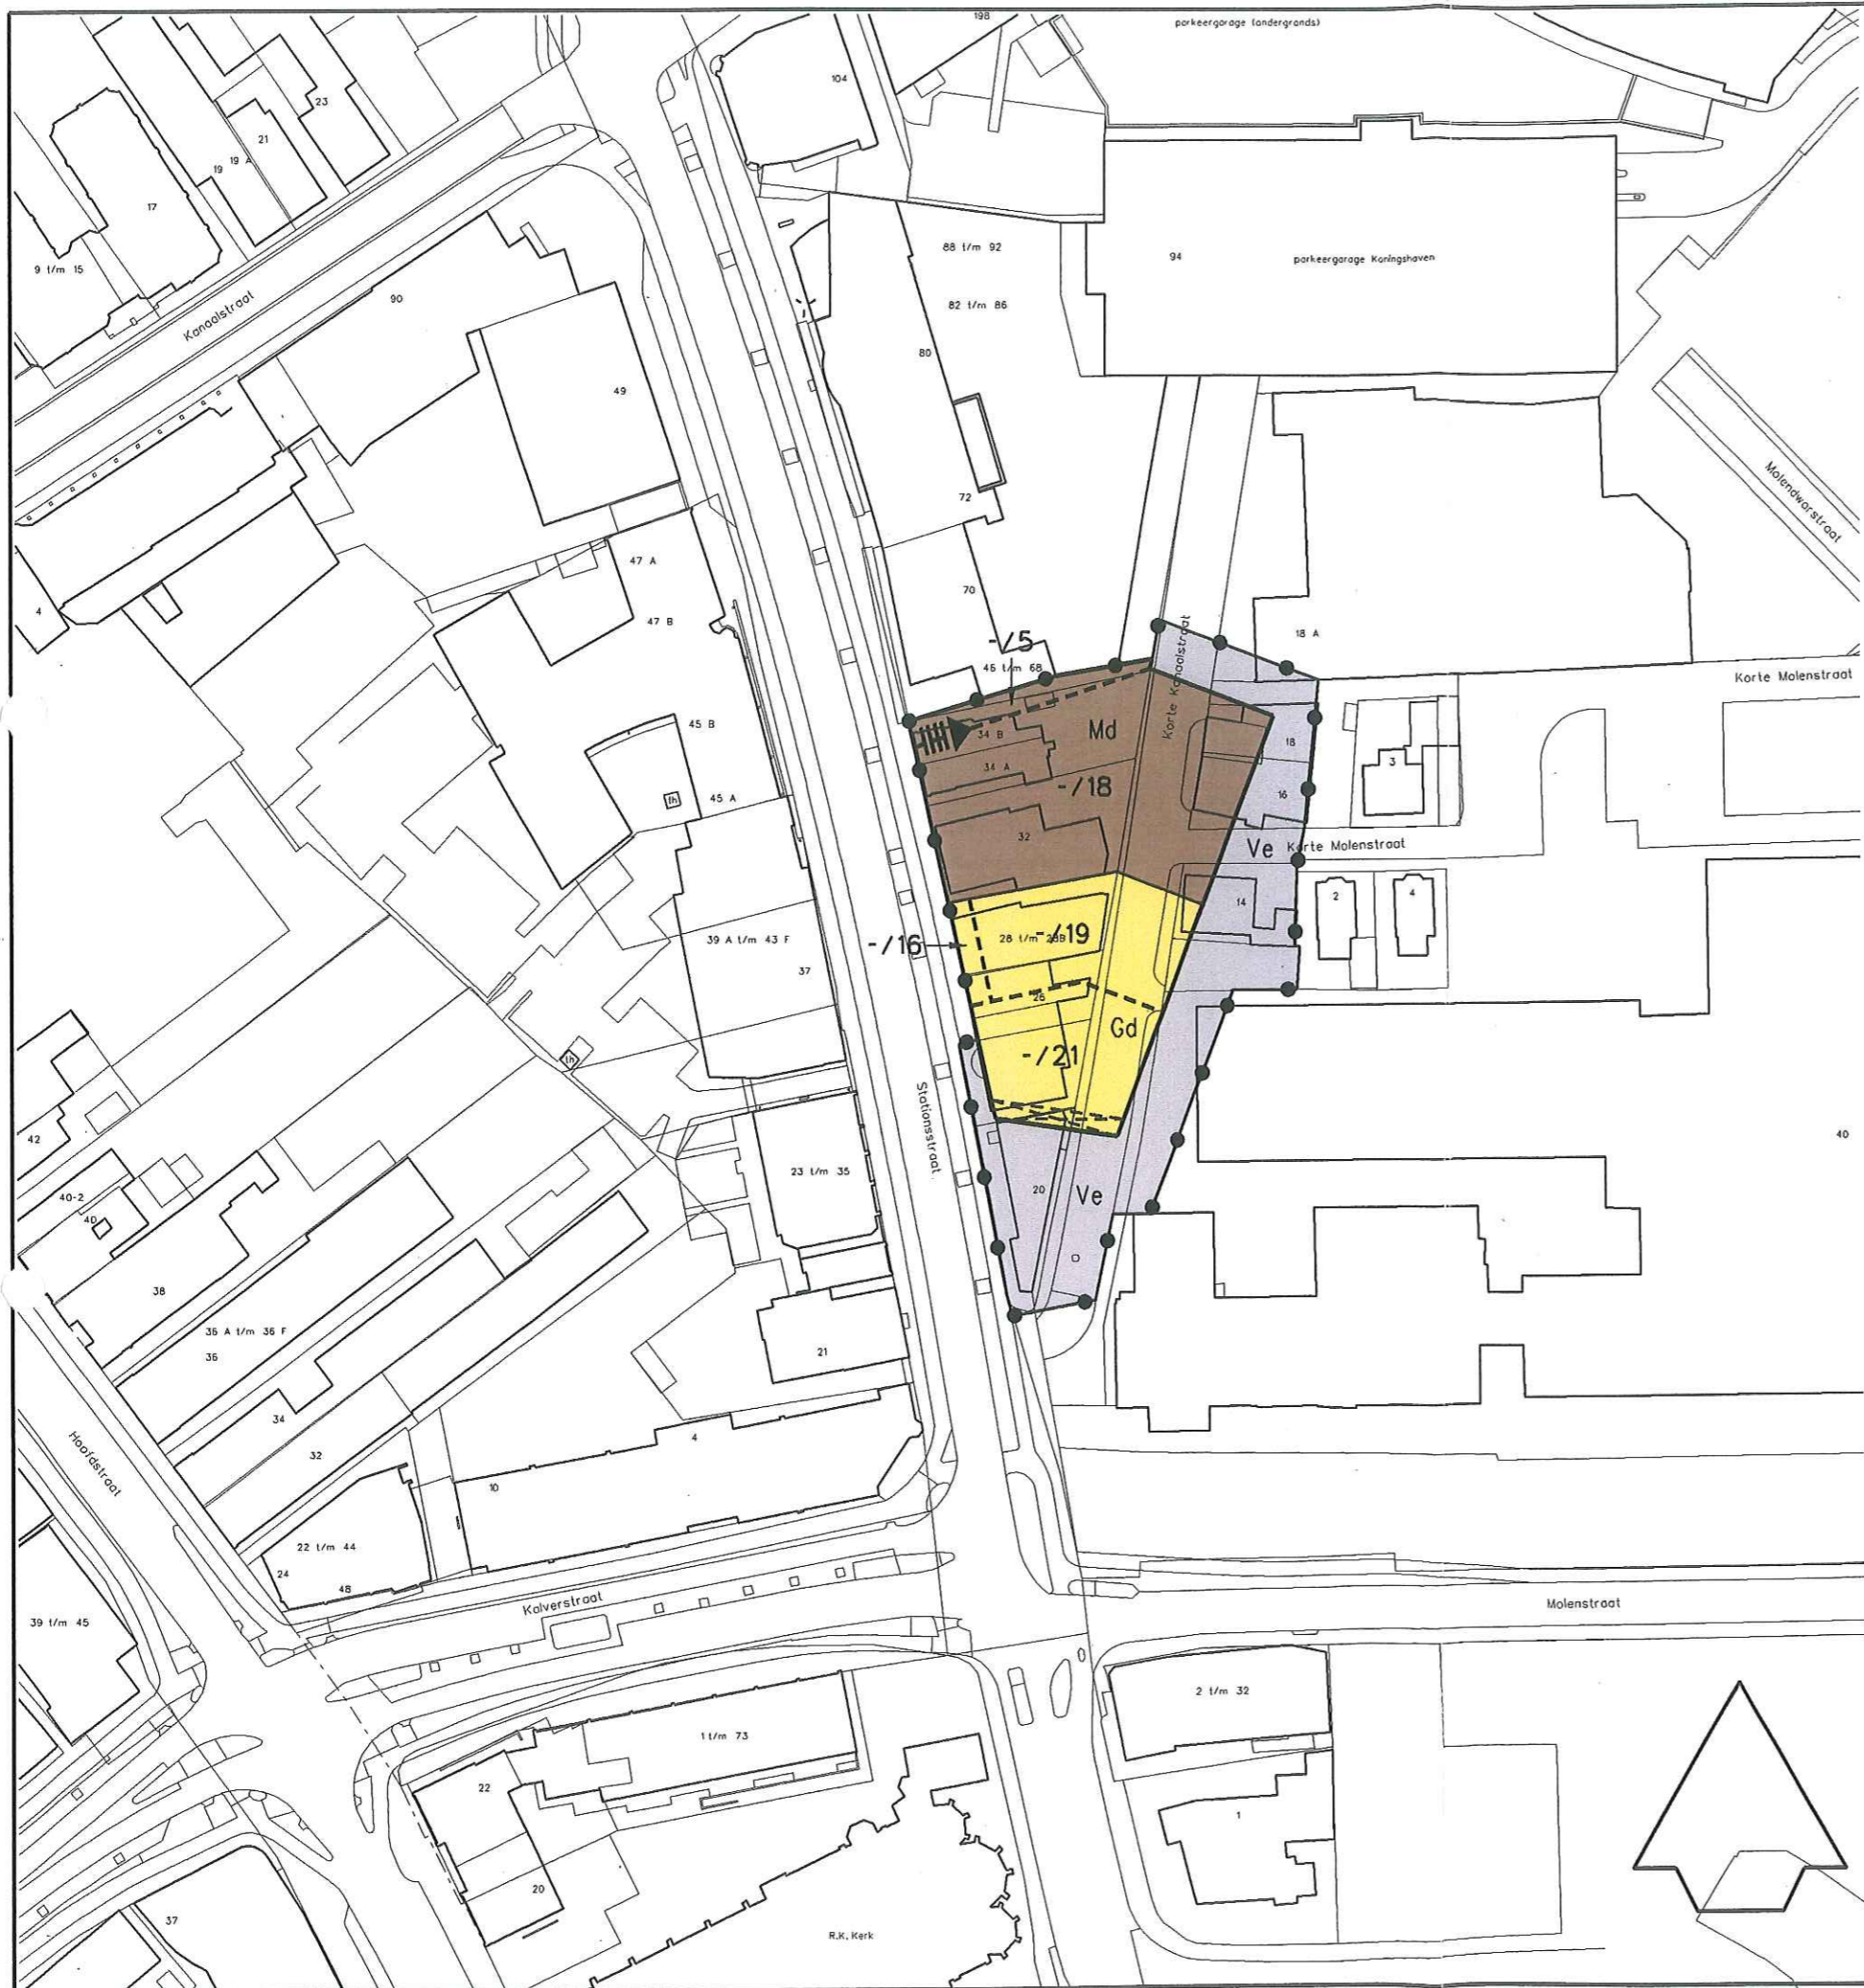 198
parkeergarage (ondergronds)
104
23
21
19 A
19
17
9 t/m 15
Kanaalstraat
90
49
88 t/m 92
82 t/m 86
80
94
parkeergarage Koningshaven
72
Molendwarsstraat
47 A
47 B
4
70
-/5
46 t/m 68
Korte Kanaalstraat
18 A
Korte Molenstraat
45 B
45 A
34 B
34 A
Md
-/18
32
18
16
3
Ve
Korte Molenstraat
14
2
4
39 A t/m 43 F
37
-/16
28 t/m 28B
-/19
26
Gd
-/21
Stationsstraat
42
40-2
40
38
36 A t/m 36 F
36
34
32
23 t/m 35
20
Ve
40
21
Hoofdstraat
4
10
22 t/m 44
24
48
39 t/m 45
Kalverstraat
Molenstraat
2 t/m 32
1 t/m 73
22
1
20
37
R.K. Kerk